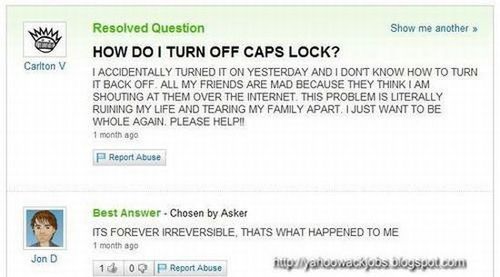 Resolved Question
Show me another »
HOW DO I TURN OFF CAPS LOCK?
Carlton V
I ACCIDENTALLY TURNED IT ON YESTERDAY AND I DON'T KNOW HOW TO TURN
IT BACK OFF. ALL MY FRIENDS ARE MAD BECAUSE THEY THINK I AM
SHOUTING AT THEM OVER THE INTERNET. THIS PROBLEM IS LITERALLY
RUINING MY LIFE AND TEARING MY FAMILY APART. I JUST WANT TO BE
WHOLE AGAIN. PLEASE HELP!!
1 month ago
Report Abuse
Best Answer - Chosen by Asker
ITS FOREVER IRREVERSIBLE, THATS WHAT HAPPENED TO ME
Jon D
1 month ago
1 0 Report Abuse
http://yahoowackjobs.blogspot.com